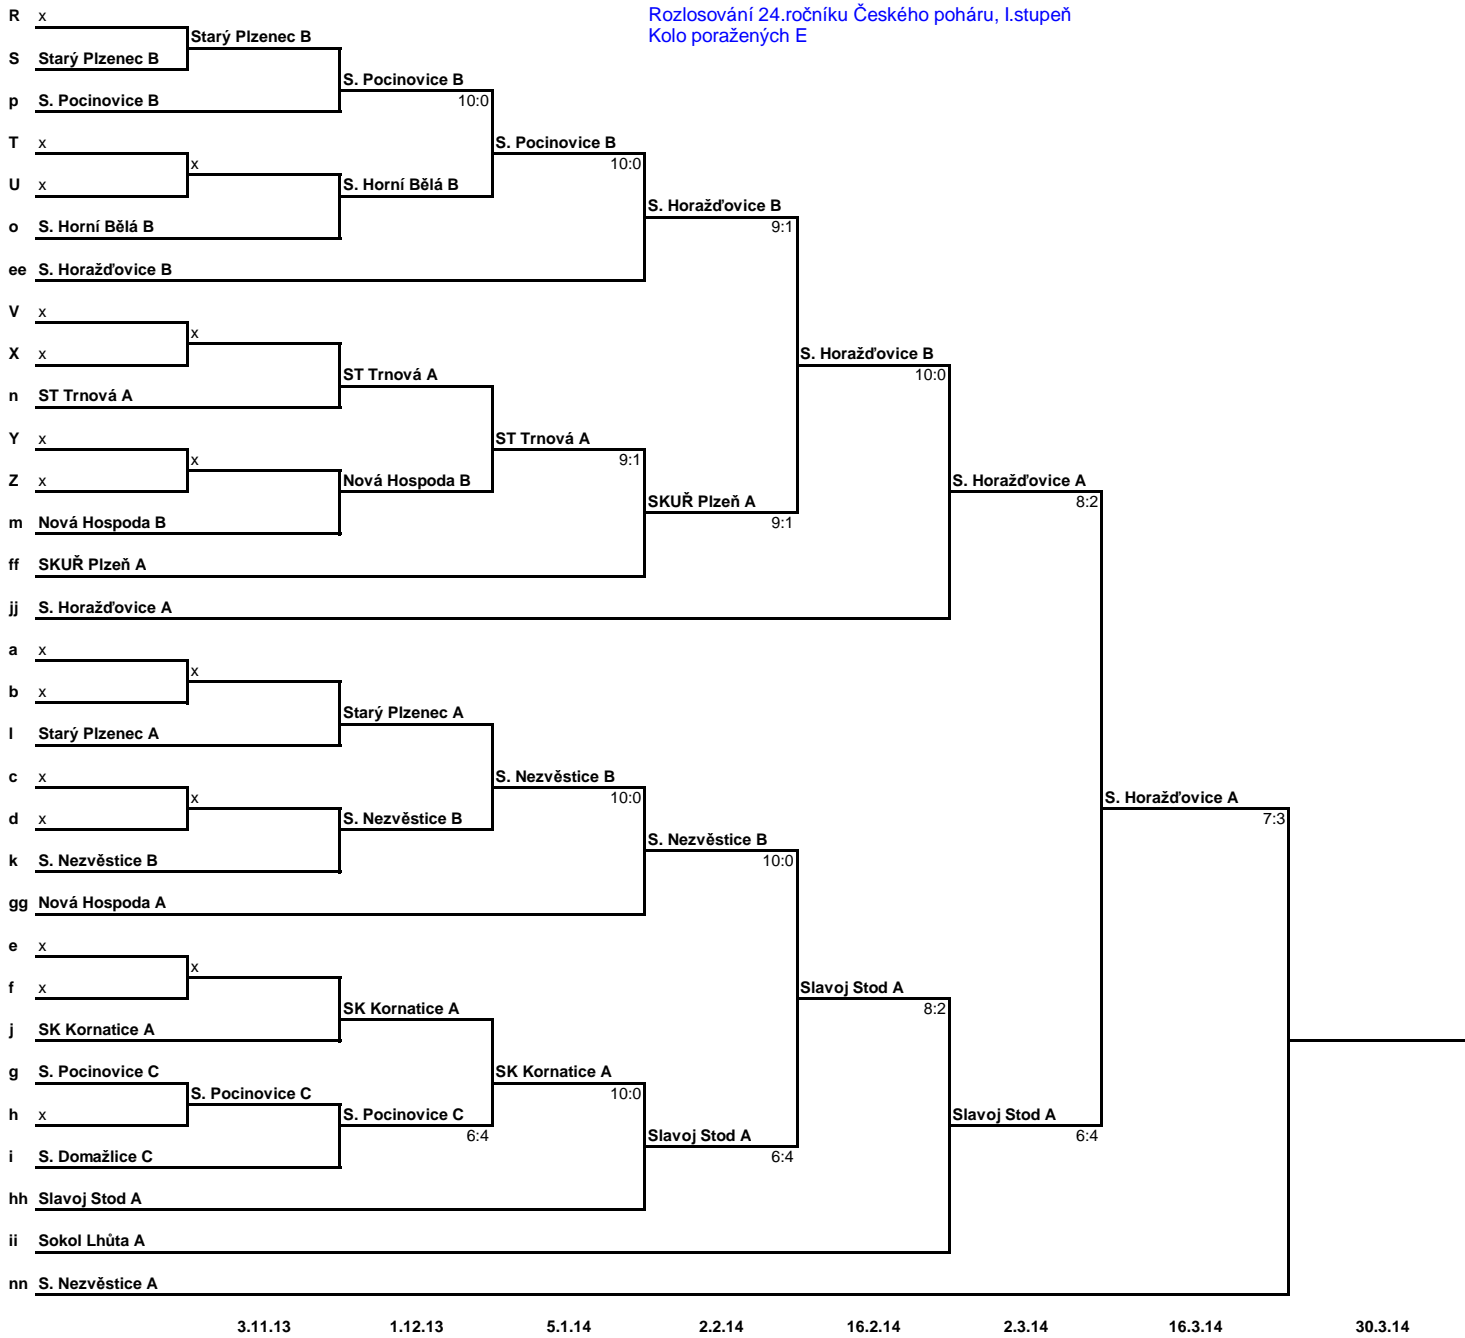 Rozlosování 24.ročníku Českého poháru, I.stupeň
Kolo poražených E
R x
Starý Plzenec B
S Starý Plzenec B
S. Pocinovice B
p S. Pocinovice B
10:0
T x
S. Pocinovice B
x
10:0
U x
S. Horní Bělá B
S. Horažďovice B
o S. Horní Bělá B
9:1
ee S. Horažďovice B
V x
x
X x
S. Horažďovice B
ST Trnová A
10:0
n ST Trnová A
Y x
ST Trnová A
x
9:1
Z x
Nová Hospoda B
S. Horažďovice A
SKUŘ Plzeň A
8:2
m Nová Hospoda B
9:1
ff SKUŘ Plzeň A
jj S. Horažďovice A
a x
x
b x
Starý Plzenec A
l Starý Plzenec A
c x
S. Nezvěstice B
x
10:0
S. Horažďovice A
d x
S. Nezvěstice B
7:3
S. Nezvěstice B
k S. Nezvěstice B
10:0
gg Nová Hospoda A
e x
x
f x
Slavoj Stod A
SK Kornatice A
8:2
j SK Kornatice A
g S. Pocinovice C
SK Kornatice A
S. Pocinovice C
10:0
h x
S. Pocinovice C
Slavoj Stod A
6:4
Slavoj Stod A
6:4
i S. Domažlice C
6:4
hh Slavoj Stod A
ii Sokol Lhůta A
nn S. Nezvěstice A
3.11.13 1.12.13 5.1.14 2.2.14 16.2.14 2.3.14 16.3.14 30.3.14